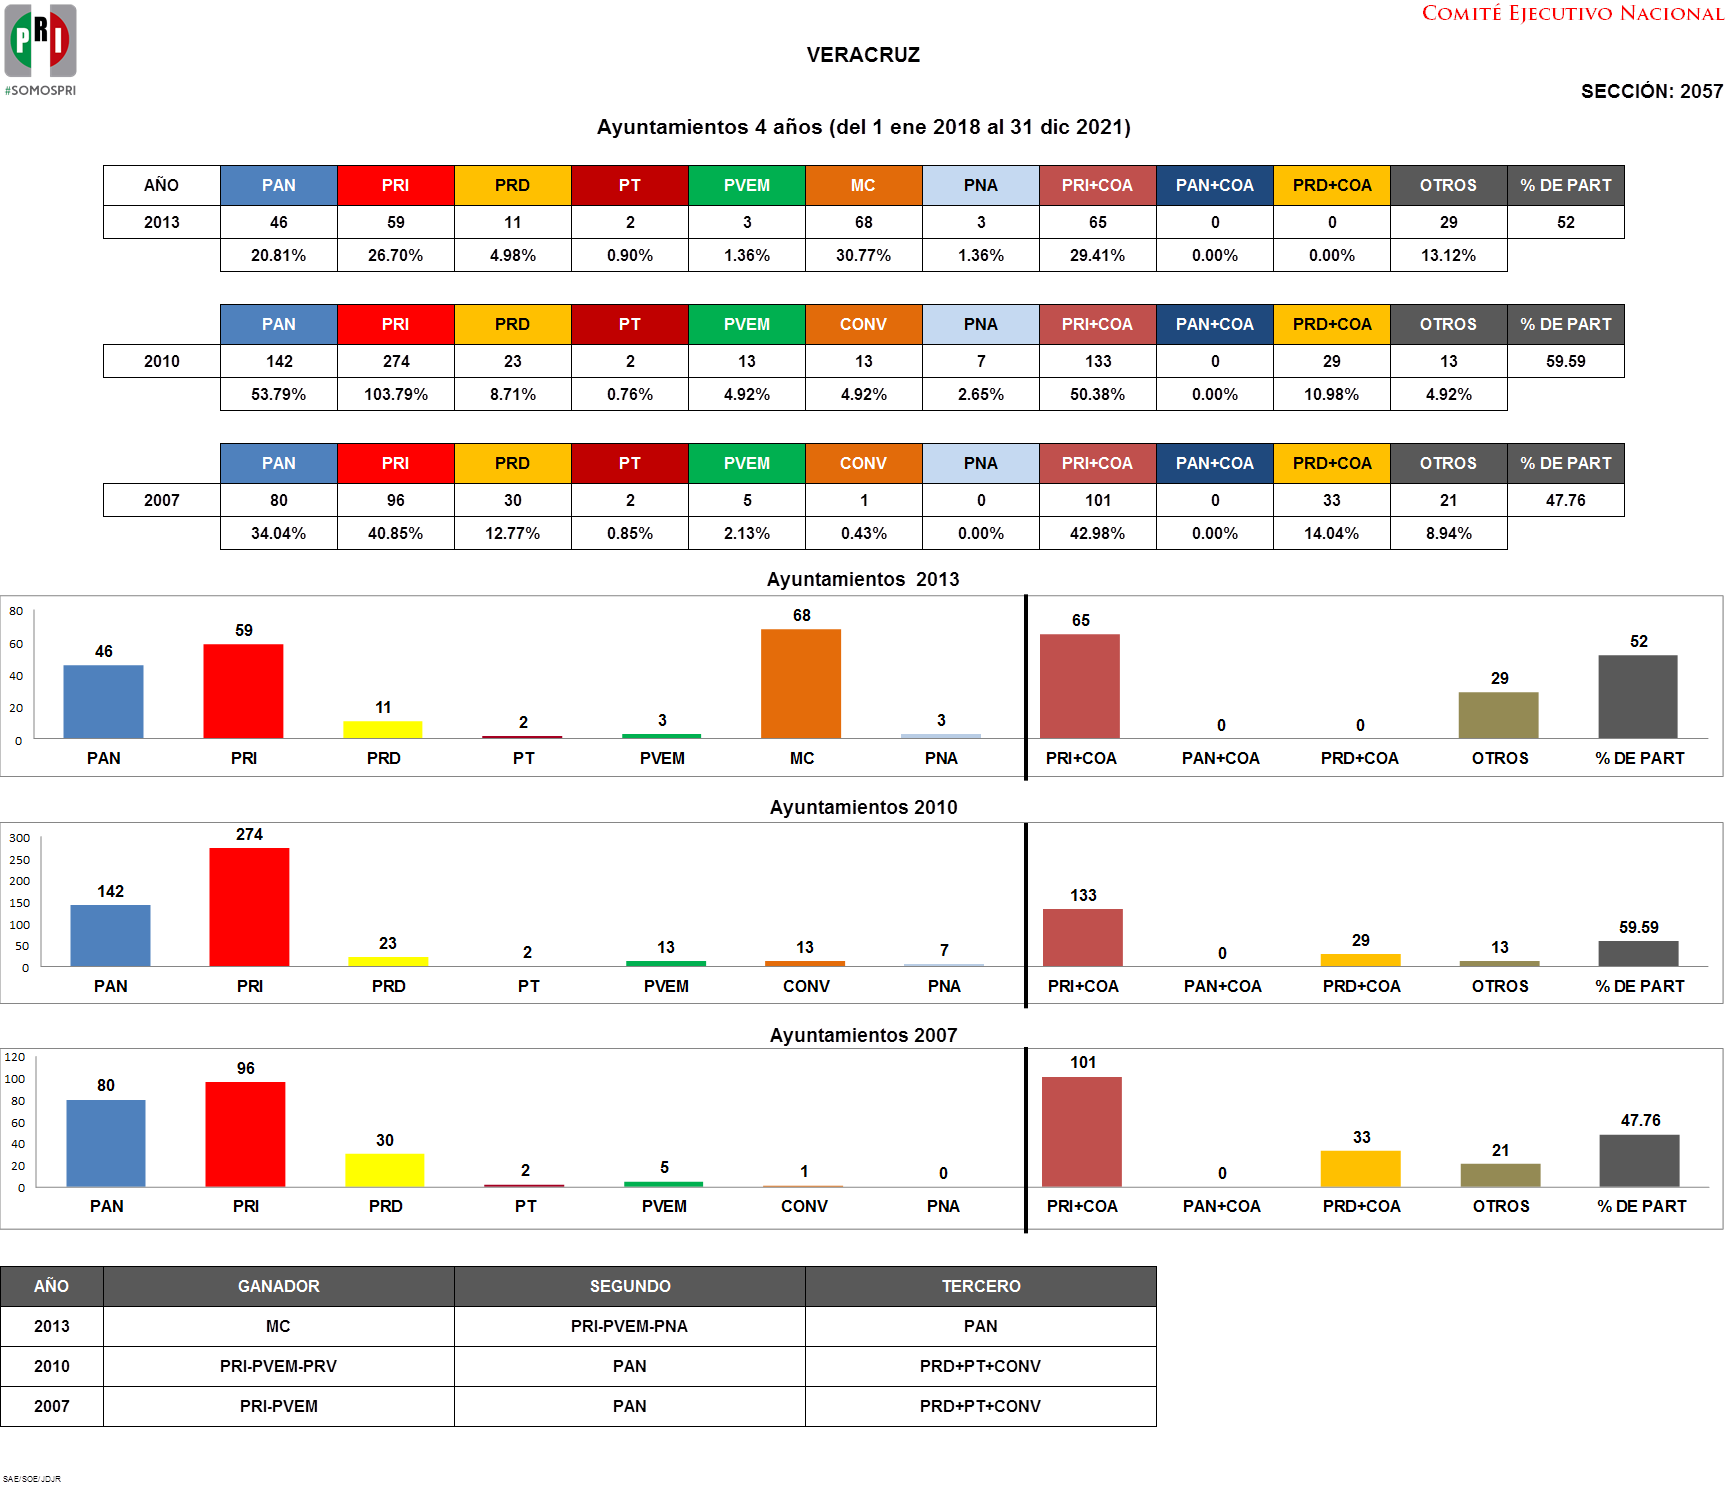 COMITÉ EJECUTIVO NACIONAL
PRI
#SOMOSPRI
VERACRUZ
SECCIÓN: 2057
Ayuntamientos 4 años (del 1 ene 2018 al 31 dic 2021)
AÑO PAN PRI PRD PT PVEM MC PNA PRI+COA PAN+COA PRD+COA OTROS % DE PART
2013 46 59 11 2 3 68 3 65 0 0 29 52
20.81% 26.70% 4.98% 0.90% 1.36% 30.77% 1.36% 29.41% 0.00% 0.00% 13.12%
PAN PRI PRD PT PVEM CONV PNA PRI+COA PAN+COA PRD+COA OTROS % DE PART
2010 142 274 23 2 13 13 7 133 0 29 13 59.59
53.79% 103.79% 8.71% 0.76% 4.92% 4.92% 2.65% 50.38% 0.00% 10.98% 4.92%
PAN PRI PRD PT PVEM CONV PNA PRI+COA PAN+COA PRD+COA OTROS % DE PART
2007 80 96 30 2 5 1 0 101 0 33 21 47.76
34.04% 40.85% 12.77% 0.85% 2.13% 0.43% 0.00% 42.98% 0.00% 14.04% 8.94%
Ayuntamientos 2013
80
60
40
20
0
46 59 11 2 3 68 3 65 0 0 29 52
PAN PRI PRD PT PVEM MC PNA PRI+COA PAN+COA PRD+COA OTROS % DE PART
Ayuntamientos 2010
300
250
200
150
100
50
0
142 274 23 2 13 13 7 133 0 29 13 59.59
PAN PRI PRD PT PVEM CONV PNA PRI+COA PAN+COA PRD+COA OTROS % DE PART
Ayuntamientos 2007
120
100
80
60
40
20
0
80 96 30 2 5 1 0 101 0 33 21 47.76
PAN PRI PRD PT PVEM CONV PNA PRI+COA PAN+COA PRD+COA OTROS % DE PART
AÑO GANADOR SEGUNDO TERCERO
2013 MC PRI-PVEM-PNA PAN
2010 PRI-PVEM-PRV PAN PRD+PT+CONV
2007 PRI-PVEM PAN PRD+PT+CONV
SAE/SOE/JDJR